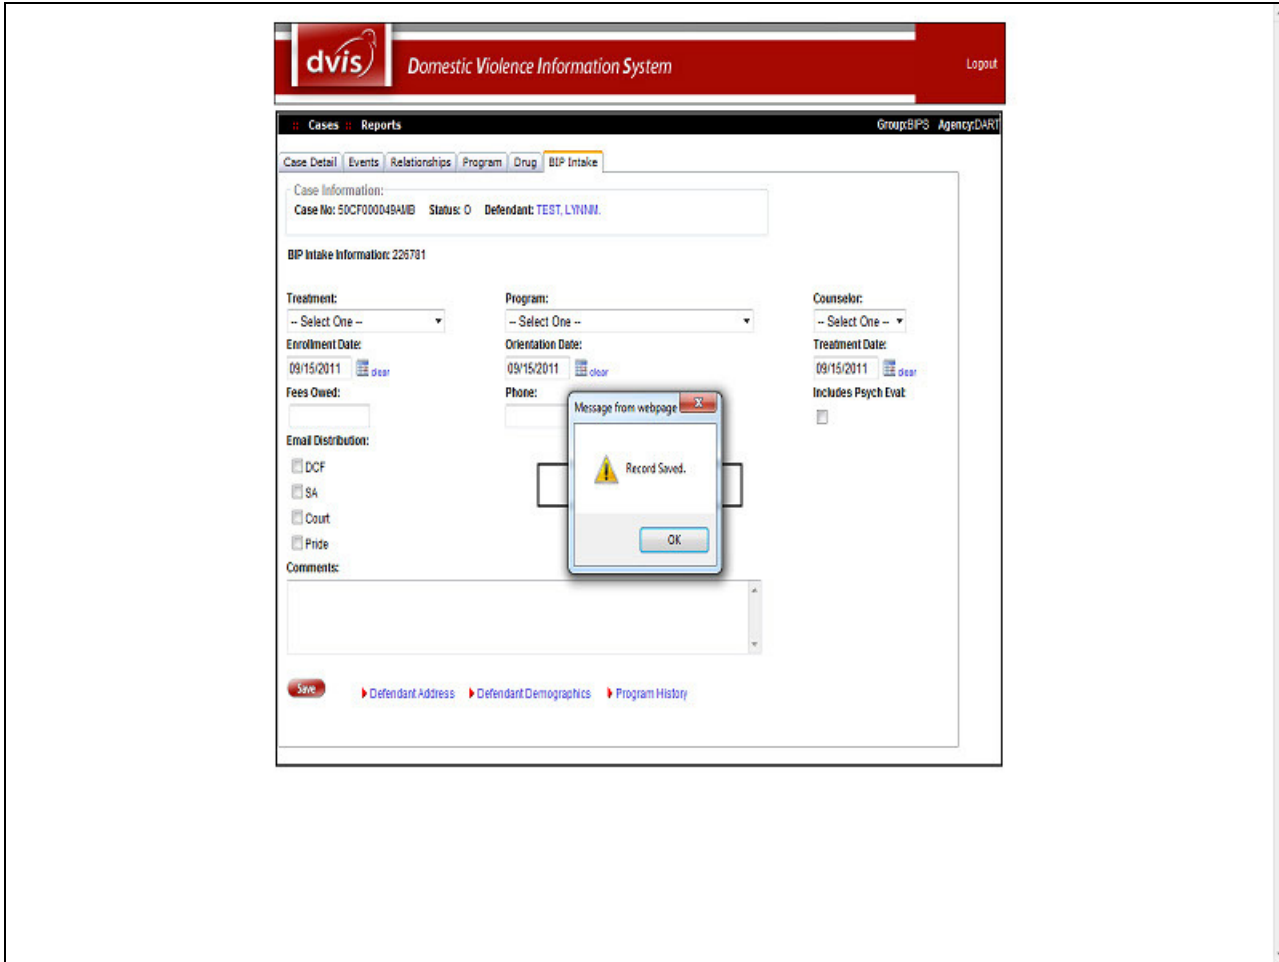 dvis
Domestic Violence Information System
Logout
:: Cases :: Reports
Group:BIPS Agency:DART
Case Detail Events Relationships Program Drug BIP Intake
Case Information:
Case No: 50CF000049AMB Status: O Defendant: TEST, LYNNM.
BIP Intake Information: 226781
Treatment: Program: Counselor:
-- Select One -- -- Select One -- -- Select One --
Enrollment Date: Orientation Date: Treatment Date:
09/15/2011 clear 09/15/2011 clear 09/15/2011 clear
Fees Owed: Phone: Includes Psych Eval:
Message from webpage X
Email Distribution:
DCF
Record Saved.
SA
Court
Pride
OK
Comments:
Save Defendant Address Defendant Demographics Program History